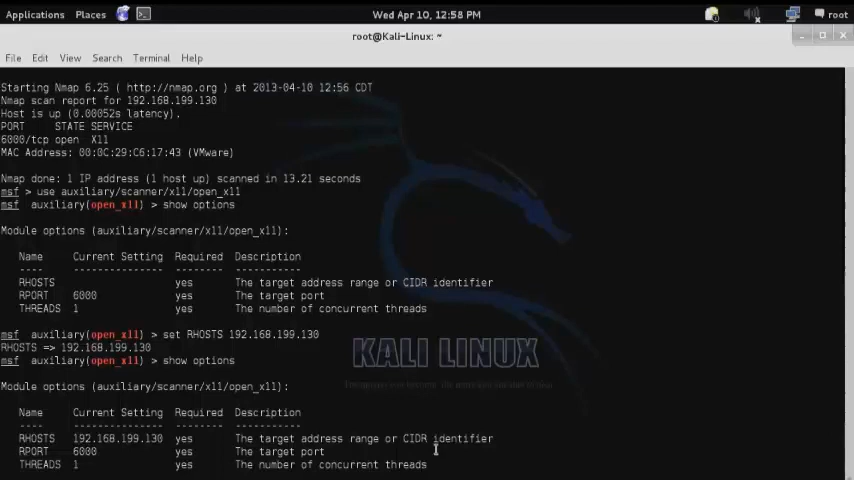 Applications Places Wed Apr 10, 12:58 PM root
root@Kali-Linux: ~
File Edit View Search Terminal Help
Starting Nmap 6.25 ( http://nmap.org ) at 2013-04-10 12:56 CDT
Nmap scan report for 192.168.199.130
Host is up (0.00052s latency).
PORT STATE SERVICE
6000/tcp open X11
MAC Address: 00:0C:29:C6:17:43 (VMware)
Nmap done: 1 IP address (1 host up) scanned in 13.21 seconds
msf > use auxiliary/scanner/x11/open_x11
msf auxiliary(open_x11) > show options
Module options (auxiliary/scanner/x11/open_x11):
Name Current Setting Required Description
---- --------------- -------- -----------
RHOSTS yes The target address range or CIDR identifier
RPORT 6000 yes The target port
THREADS 1 yes The number of concurrent threads
msf auxiliary(open_x11) > set RHOSTS 192.168.199.130
RHOSTS => 192.168.199.130
msf auxiliary(open_x11) > show options
KALI LINUX
Module options (auxiliary/scanner/x11/open_x11):
Name Current Setting Required Description
---- --------------- -------- -----------
RHOSTS 192.168.199.130 yes The target address range or CIDR identifier
RPORT 6000 yes The target port
THREADS 1 yes The number of concurrent threads